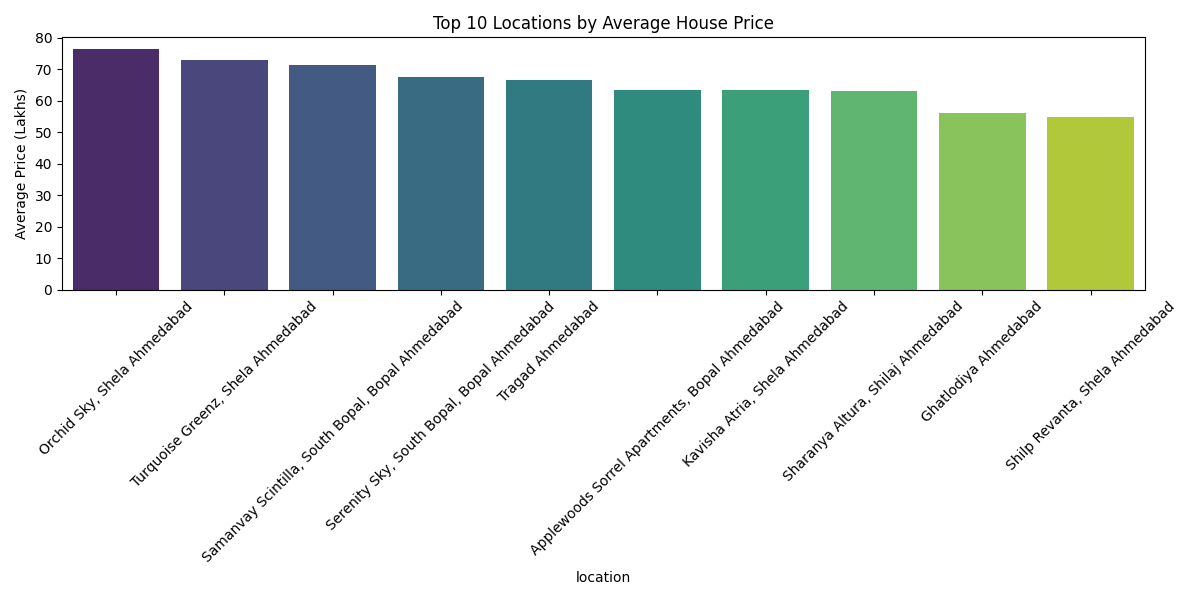 Top 10 Locations by Average House Price
Average Price (Lakhs)
80
70
60
50
40
30
20
10
0
Orchid Sky, Shela Ahmedabad
Turquoise Greenz, Shela Ahmedabad
Samanvay Scintilla, South Bopal, Bopal Ahmedabad
Serenity Sky, South Bopal, Bopal Ahmedabad
Tragad Ahmedabad
Applewoods Sorrel Apartments, Bopal Ahmedabad
Kavisha Atria, Shela Ahmedabad
Sharanya Altura, Shilaj Ahmedabad
Ghatlodiya Ahmedabad
Shilp Revanta, Shela Ahmedabad
location